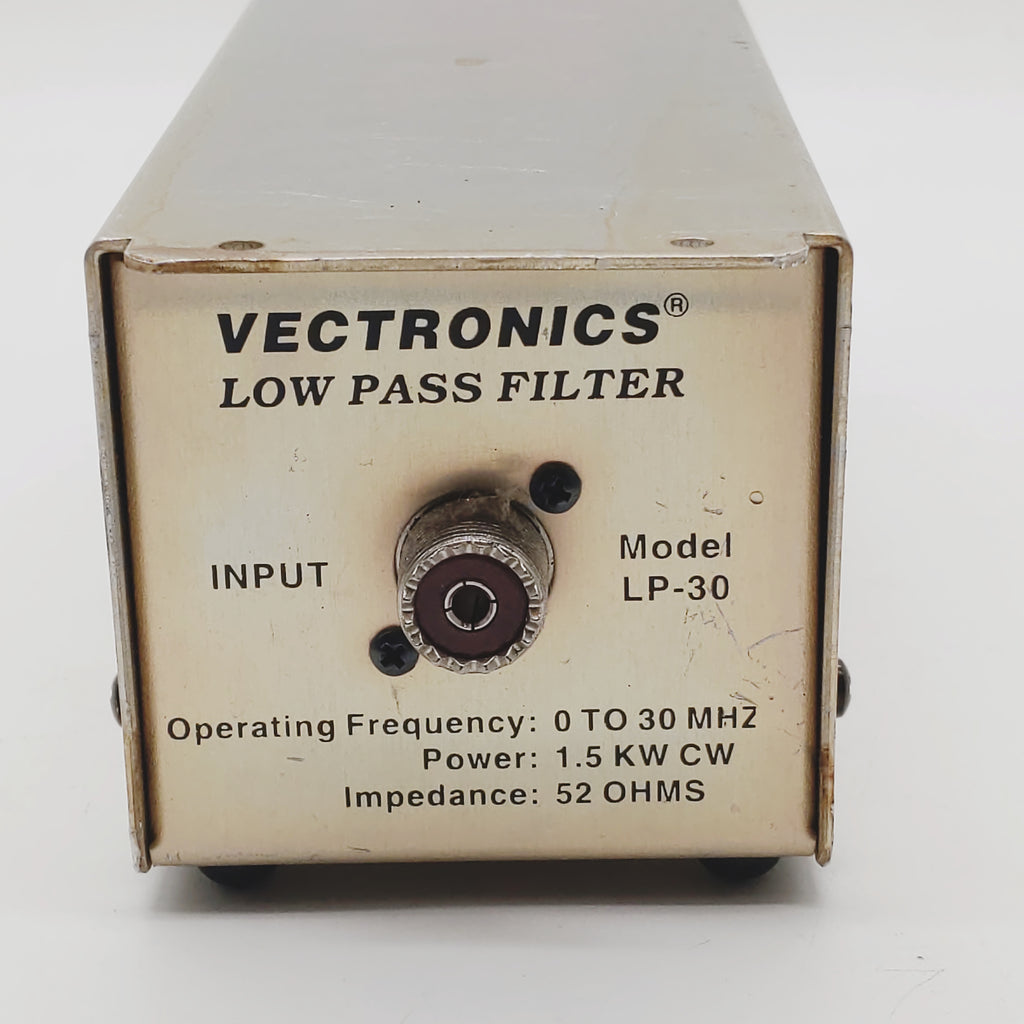 VECTRONICS®
LOW PASS FILTER
INPUT
Model
LP-30
Operating Frequency: 0 TO 30 MHZ
Power: 1.5 KW CW
Impedance: 52 OHMS